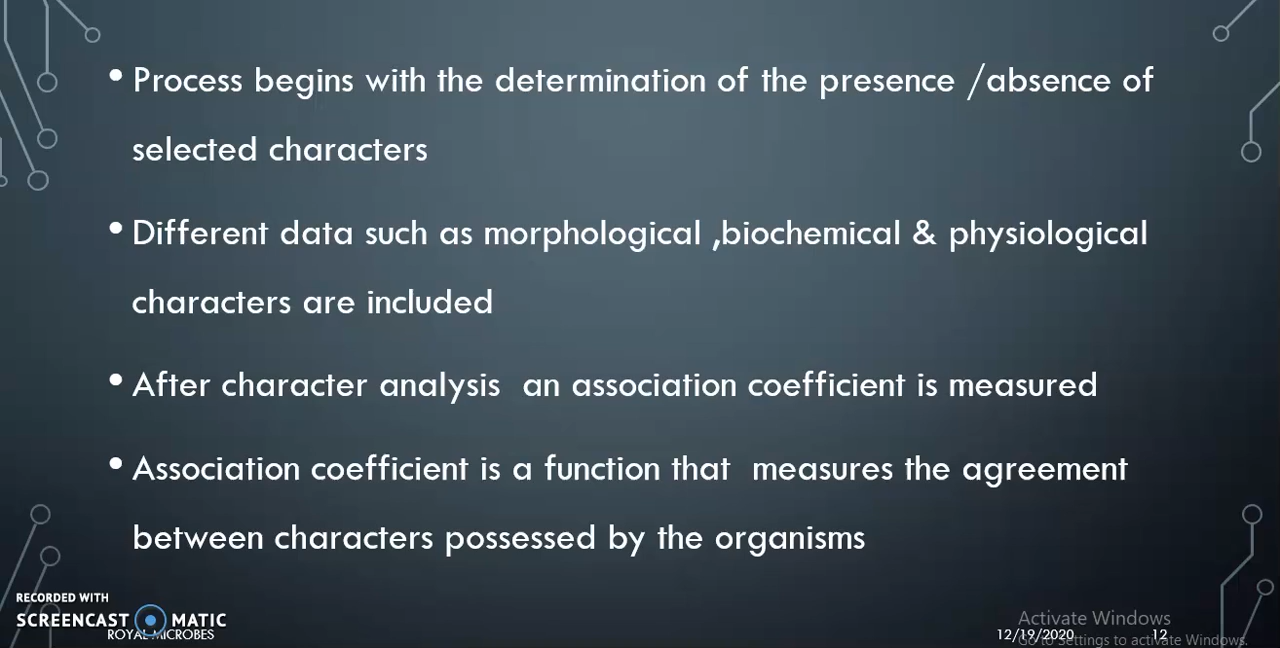 • Process begins with the determination of the presence /absence of
selected characters
• Different data such as morphological ,biochemical & physiological
characters are included
• After character analysis  an association coefficient is measured
• Association coefficient is a function that  measures the agreement
between characters possessed by the organisms
RECORDED WITH
SCREENCAST MATIC
ROYAL MICROBES
Activate Windows
12/19/2020
12
Go to Settings to activate Windows.